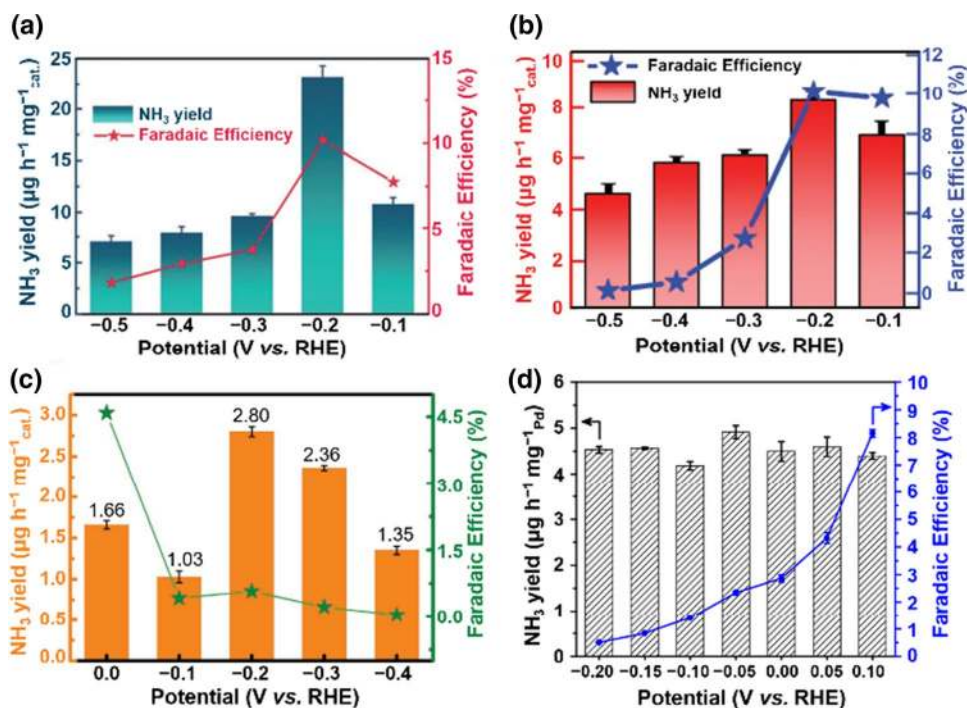 (a)
NH₃ yield (µg h⁻¹ mg⁻¹cat.)
25
20
15
10
5
0
NH₃ yield
Faradaic Efficiency
15
10
5
0
Faradaic Efficiency (%)
−0.5 −0.4 −0.3 −0.2 −0.1
Potential (V vs. RHE)
(b)
NH₃ yield (µg h⁻¹ mg⁻¹cat.)
10
8
6
4
2
0
Faradaic Efficiency
NH₃ yield
12
10
8
6
4
2
0
Faradaic Efficiency (%)
−0.5 −0.4 −0.3 −0.2 −0.1
Potential (V vs. RHE)
(c)
NH₃ yield (µg h⁻¹ mg⁻¹cat.)
3.0
2.5
2.0
1.5
1.0
0.5
0.0
1.66
1.03
2.80
2.36
1.35
4.5
3.0
1.5
0.0
Faradaic Efficiency (%)
0.0 −0.1 −0.2 −0.3 −0.4
Potential (V vs. RHE)
(d)
NH₃ yield (µg h⁻¹ mg⁻¹Pd)
6
5
4
3
2
1
0
10
9
8
7
6
5
4
3
2
1
0
Faradaic Efficiency (%)
−0.20 −0.15 −0.10 −0.05 0.00 0.05 0.10
Potential (V vs. RHE)